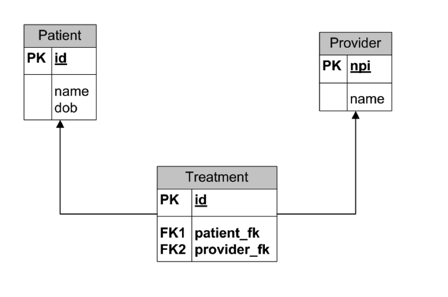 Patient
PK id
name
dob
Provider
PK npi
name
Treatment
PK id
FK1 patient_fk
FK2 provider_fk